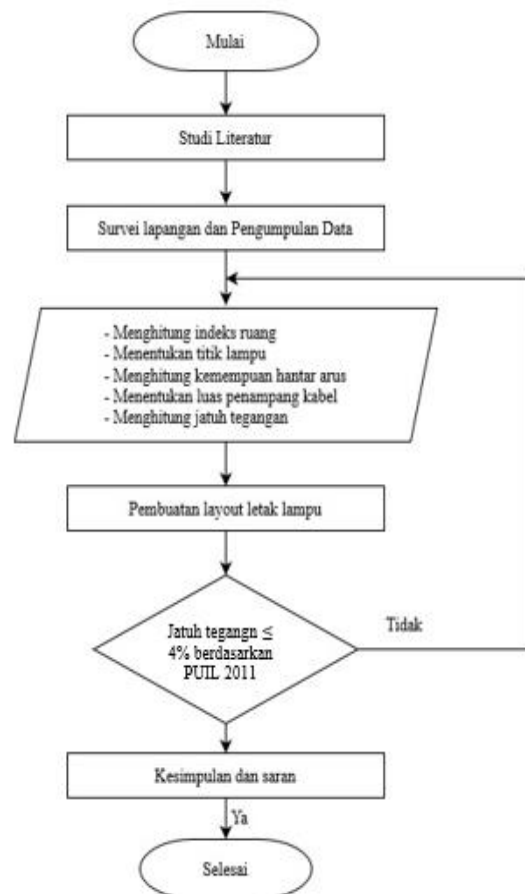 Mulai
Studi Literatur
Survei lapangan dan Pengumpulan Data
- Menghitung indeks ruang
- Menentukan titik lampu
- Menghitung kemempuan hantar arus
- Menentukan luas penampang kabel
- Menghitung jatuh tegangan
Pembuatan layout letak lampu
Jatuh tegangn ≤
4% berdasarkan
PUIL 2011
Tidak
Kesimpulan dan saran
Ya
Selesai